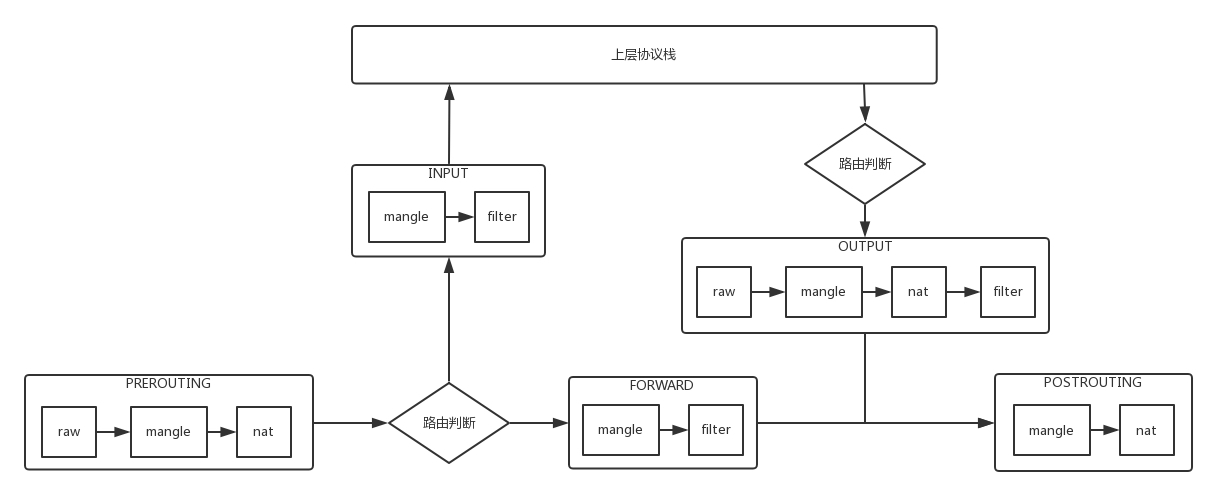 上层协议栈
路由判断
INPUT
mangle
filter
OUTPUT
raw
mangle
nat
filter
PREROUTING
raw
mangle
nat
路由判断
FORWARD
mangle
filter
POSTROUTING
mangle
nat